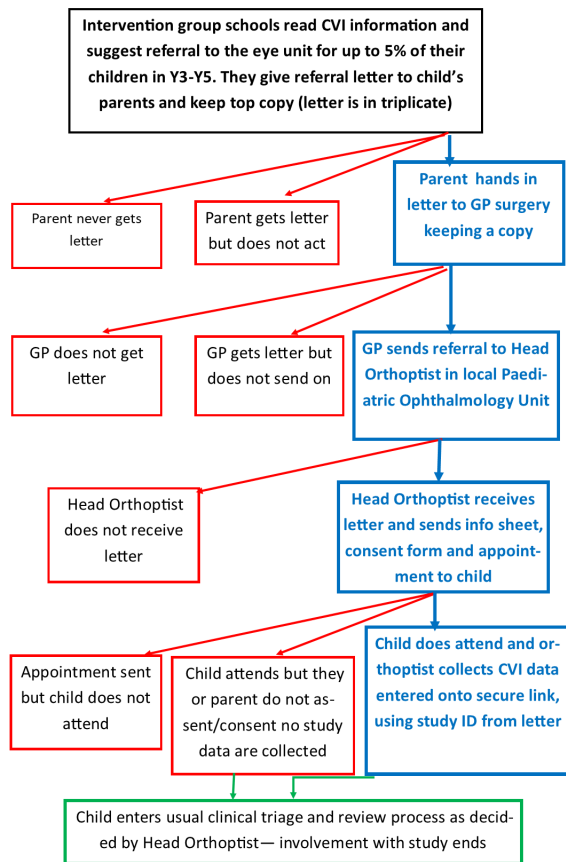 Intervention group schools read CVI information and
suggest referral to the eye unit for up to 5% of their
children in Y3-Y5. They give referral letter to child's
parents and keep top copy (letter is in triplicate)
Parent never gets
letter
Parent gets letter
but does not act
Parent hands in
letter to GP surgery
keeping a copy
GP does not get
letter
GP gets letter but
does not send on
GP sends referral to Head
Orthoptist in local Paedi-
atric Ophthalmology Unit
Head Orthoptist
does not receive
letter
Head Orthoptist receives
letter and sends info sheet,
consent form and appoint-
ment to child
Appointment sent
but child does not
attend
Child attends but they
or parent do not as-
sent/consent no study
data are collected
Child does attend and or-
thoptist collects CVI data
entered onto secure link,
using study ID from letter
Child enters usual clinical triage and review process as decid-
ed by Head Orthoptist— involvement with study ends